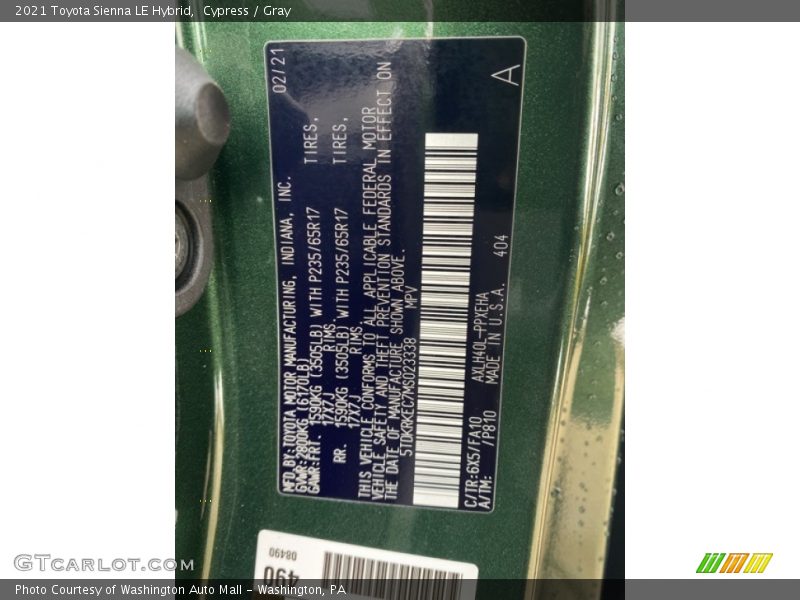 2021 Toyota Sienna LE Hybrid, Cypress / Gray
02/21
MFD.BY:TOYOTA MOTOR MANUFACTURING, INDIANA, INC.
GVWR:2800KG (6170LB)
GAWR:FRT. 1590KG (3505LB) WITH P235/65R17 TIRES,
17X7J RIMS.
RR. 1590KG (3505LB) WITH P235/65R17 TIRES,
17X7J RIMS.
THIS VEHICLE CONFORMS TO ALL APPLICABLE FEDERAL MOTOR
VEHICLE SAFETY AND THEFT PREVENTION STANDARDS IN EFFECT ON
THE DATE OF MANUFACTURE SHOWN ABOVE.
5TDKRKEC7MS023338 MPV
C/TR:6X5/FA10 AXLH40L-PPXEHA 404
A/TM: /P810 MADE IN U.S.A.
A
08490
490
GTCARLOT.COM
Photo Courtesy of Washington Auto Mall - Washington, PA